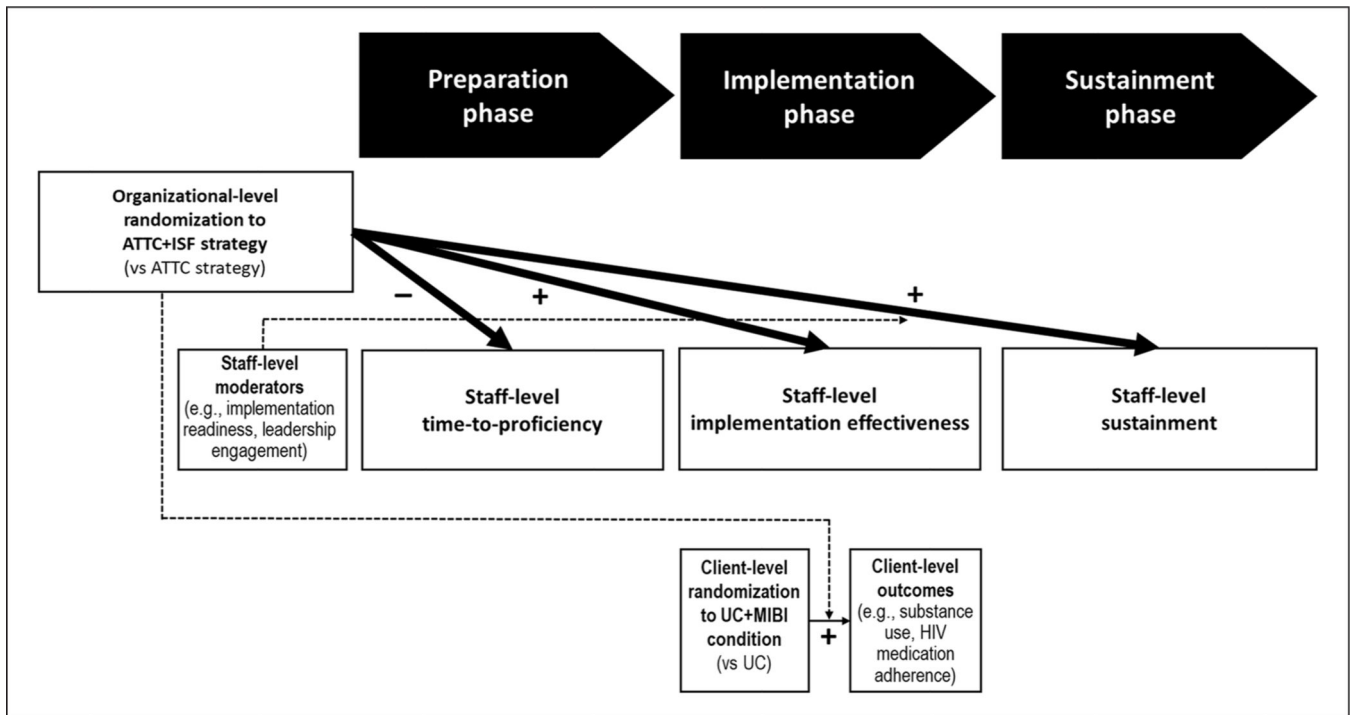 Preparation
phase
Implementation
phase
Sustainment
phase
Organizational-level
randomization to
ATTC+ISF strategy
(vs ATTC strategy)
−
+
+
Staff-level
moderators
(e.g., implementation
readiness, leadership
engagement)
Staff-level
time-to-proficiency
Staff-level
implementation effectiveness
Staff-level
sustainment
Client-level
randomization
to UC+MIBI
condition
(vs UC)
+
Client-level
outcomes
(e.g., substance
use, HIV
medication
adherence)